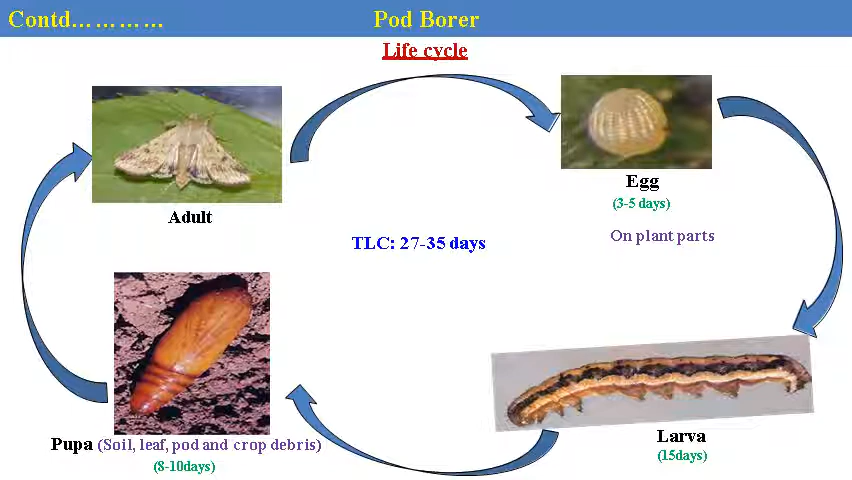 Contd………… Pod Borer
Life cycle
Adult
Egg
(3-5 days)
On plant parts
TLC: 27-35 days
Larva
(15days)
Pupa (Soil, leaf, pod and crop debris)
(8-10days)